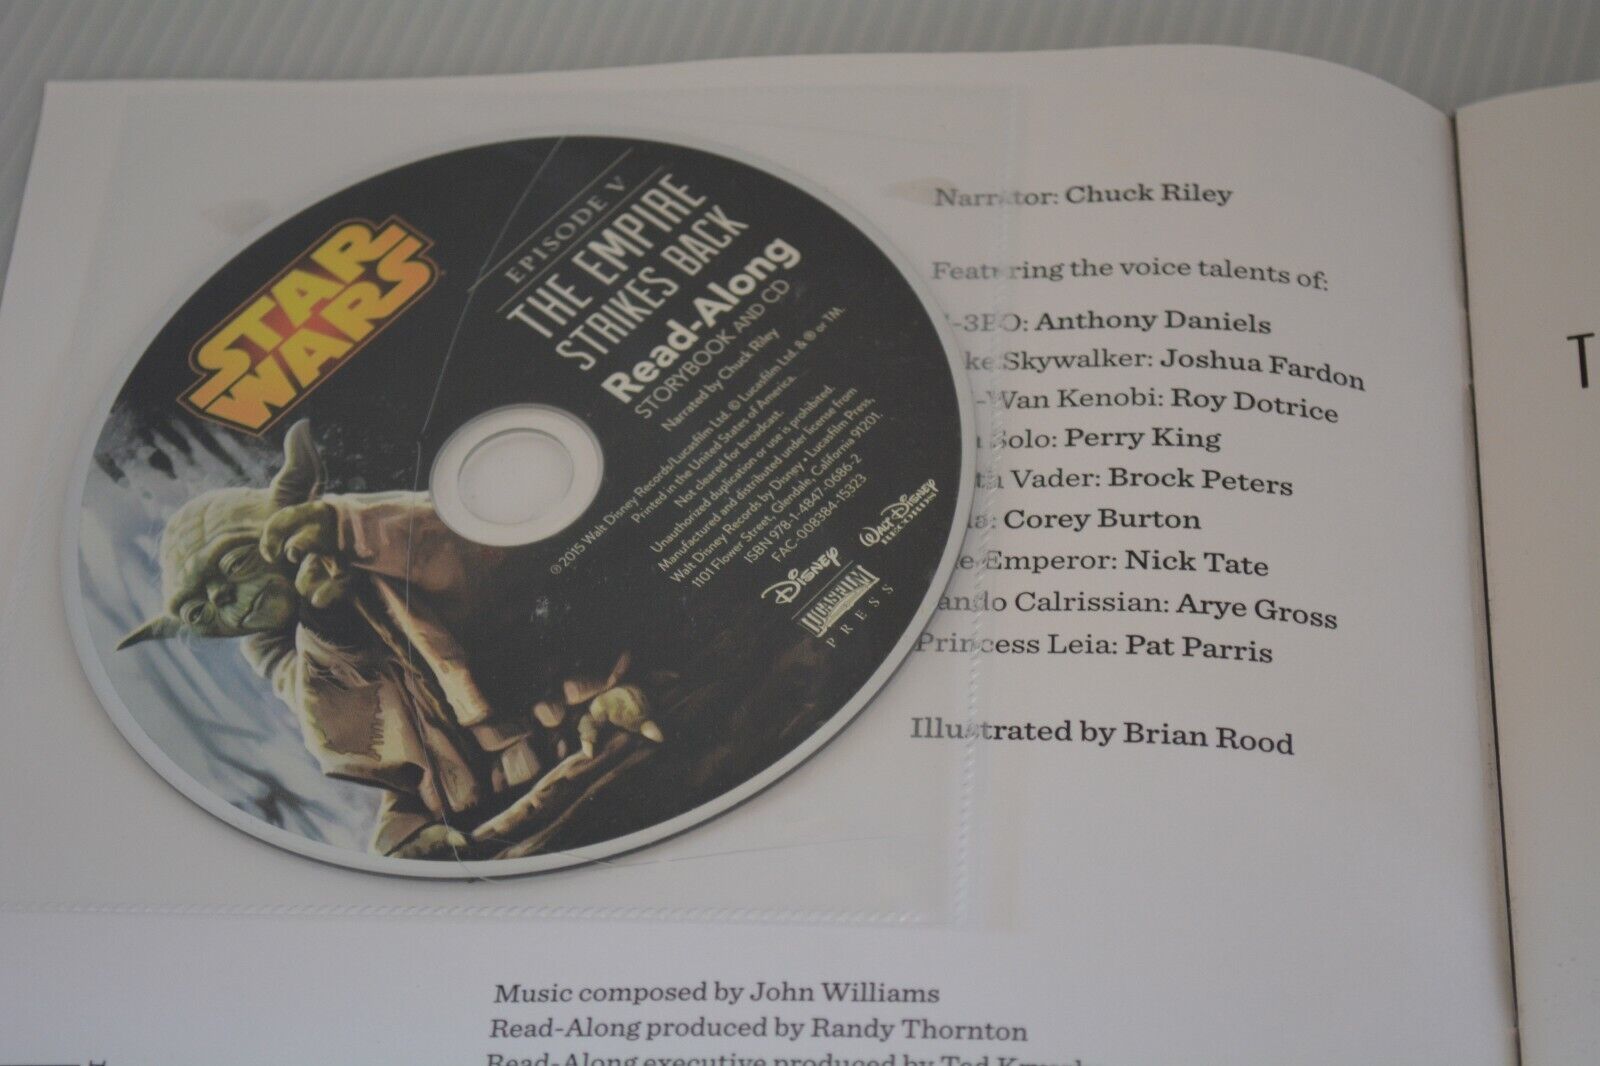 STAR
WARS
EPISODE V
THE EMPIRE
STRIKES BACK
Read-Along
STORYBOOK AND CD
Narrated by Chuck Riley
℗2015 Walt Disney Records/Lucasfilm Ltd. © Lucasfilm Ltd. & ® or TM.
Printed in the United States of America.
Not cleared for broadcast.
Unauthorized duplication or use is prohibited.
Manufactured and distributed under license from
Walt Disney Records by Disney • Lucasfilm Press,
1101 Flower Street, Glendale, California 91201.
ISBN 978-1-4847-0686-2
FAC-008384-15323
Disney
LUCASFILM
PRESS
WALT DISNEY
RECORDS
Narrator: Chuck Riley
Featuring the voice talents of:
-3PO: Anthony Daniels
ke Skywalker: Joshua Fardon
-Wan Kenobi: Roy Dotrice
Solo: Perry King
th Vader: Brock Peters
a: Corey Burton
e Emperor: Nick Tate
ando Calrissian: Arye Gross
Princess Leia: Pat Parris
Illustrated by Brian Rood
Music composed by John Williams
Read-Along produced by Randy Thornton
Read-Along executive produced by Ted
T